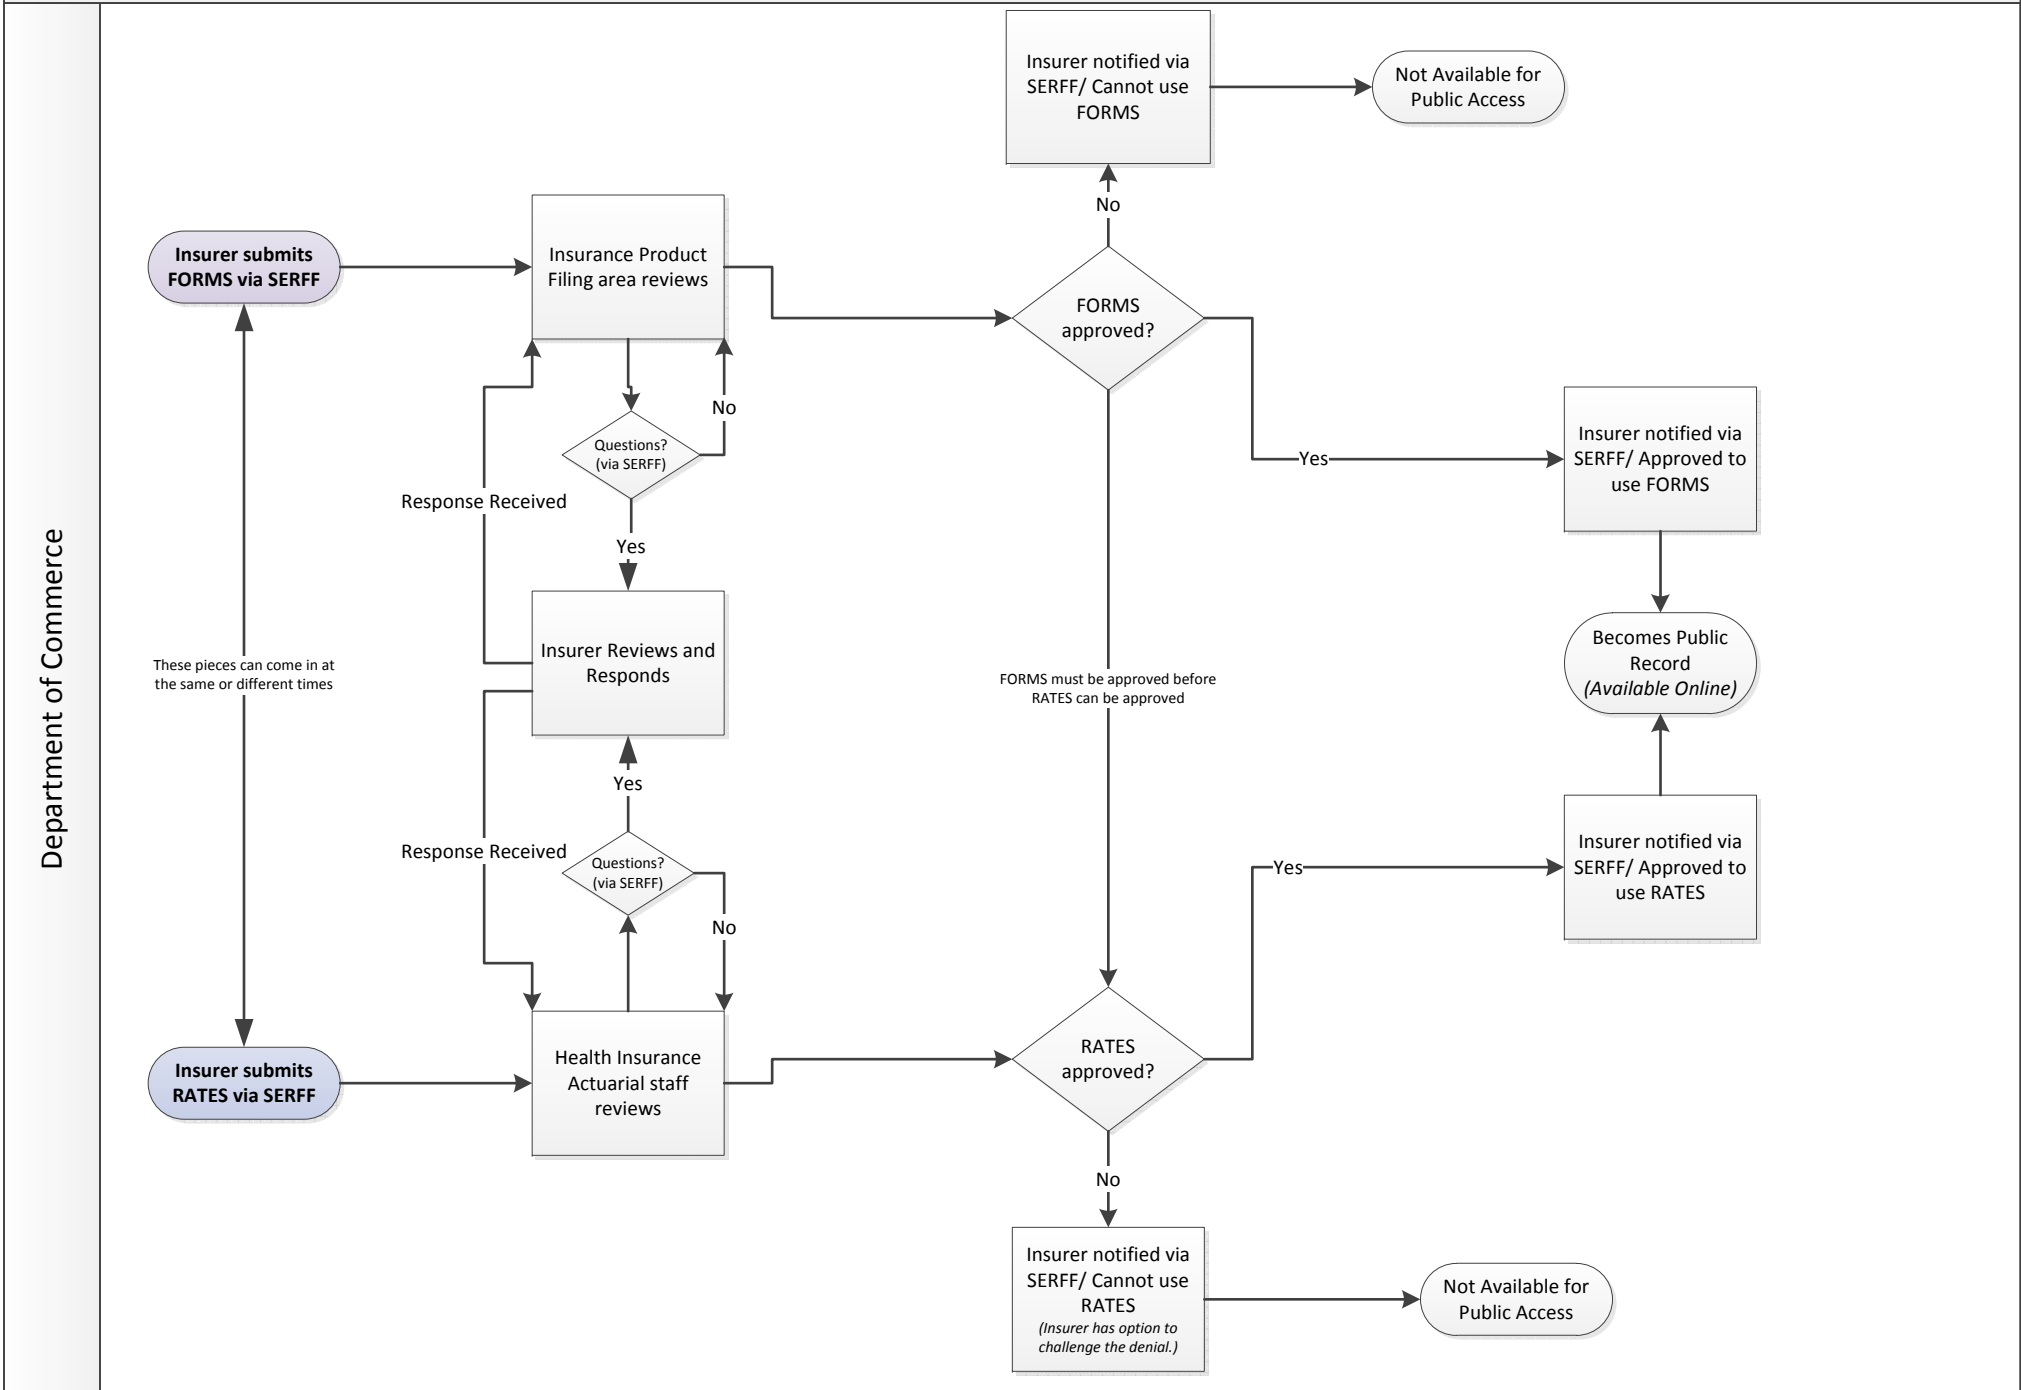 Department of Commerce
Insurer notified via
SERFF/ Cannot use
FORMS
Not Available for
Public Access
No
Insurer submits
FORMS via SERFF
Insurance Product
Filing area reviews
FORMS
approved?
No
Questions?
(via SERFF)
Yes
Insurer notified via
SERFF/ Approved to
use FORMS
Yes
Response Received
Insurer Reviews and
Responds
These pieces can come in at
the same or different times
FORMS must be approved before
RATES can be approved
Becomes Public
Record
(Available Online)
Yes
Response Received
Questions?
(via SERFF)
No
Yes
Insurer notified via
SERFF/ Approved to
use RATES
Insurer submits
RATES via SERFF
Health Insurance
Actuarial staff
reviews
RATES
approved?
No
Insurer notified via
SERFF/ Cannot use
RATES
(Insurer has option to
challenge the denial.)
Not Available for
Public Access